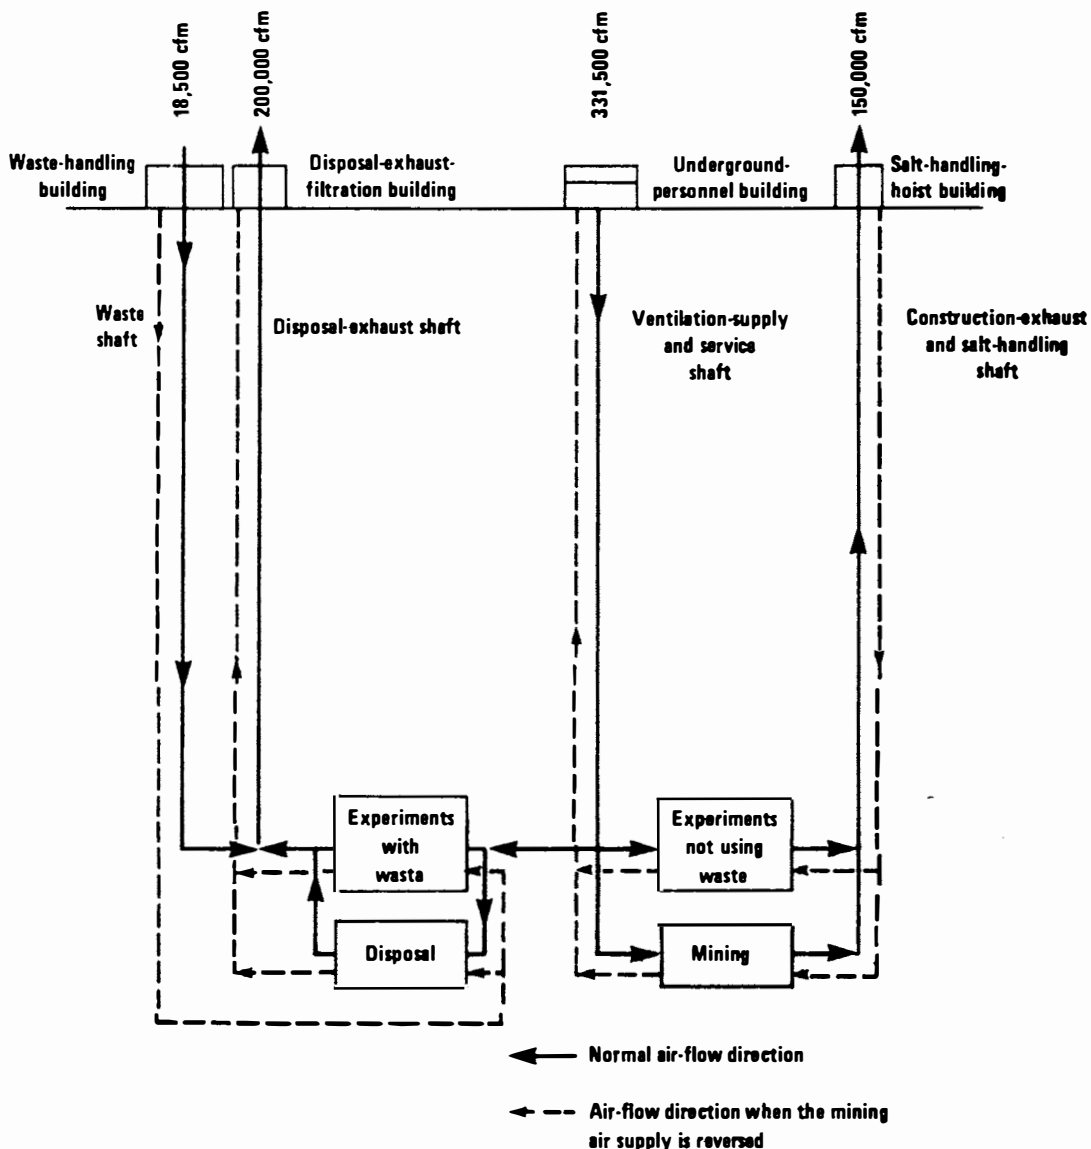 18,500 cfm
200,000 cfm
331,500 cfm
150,000 cfm
Waste-handling
building
Disposal-exhaust-
filtration building
Underground-
personnel building
Salt-handling-
hoist building
Waste
shaft
Disposal-exhaust shaft
Ventilation-supply
and service
shaft
Construction-exhaust
and salt-handling
shaft
Experiments
with
waste
Experiments
not using
waste
Disposal
Mining
Normal air-flow direction
Air-flow direction when the mining
air supply is reversed